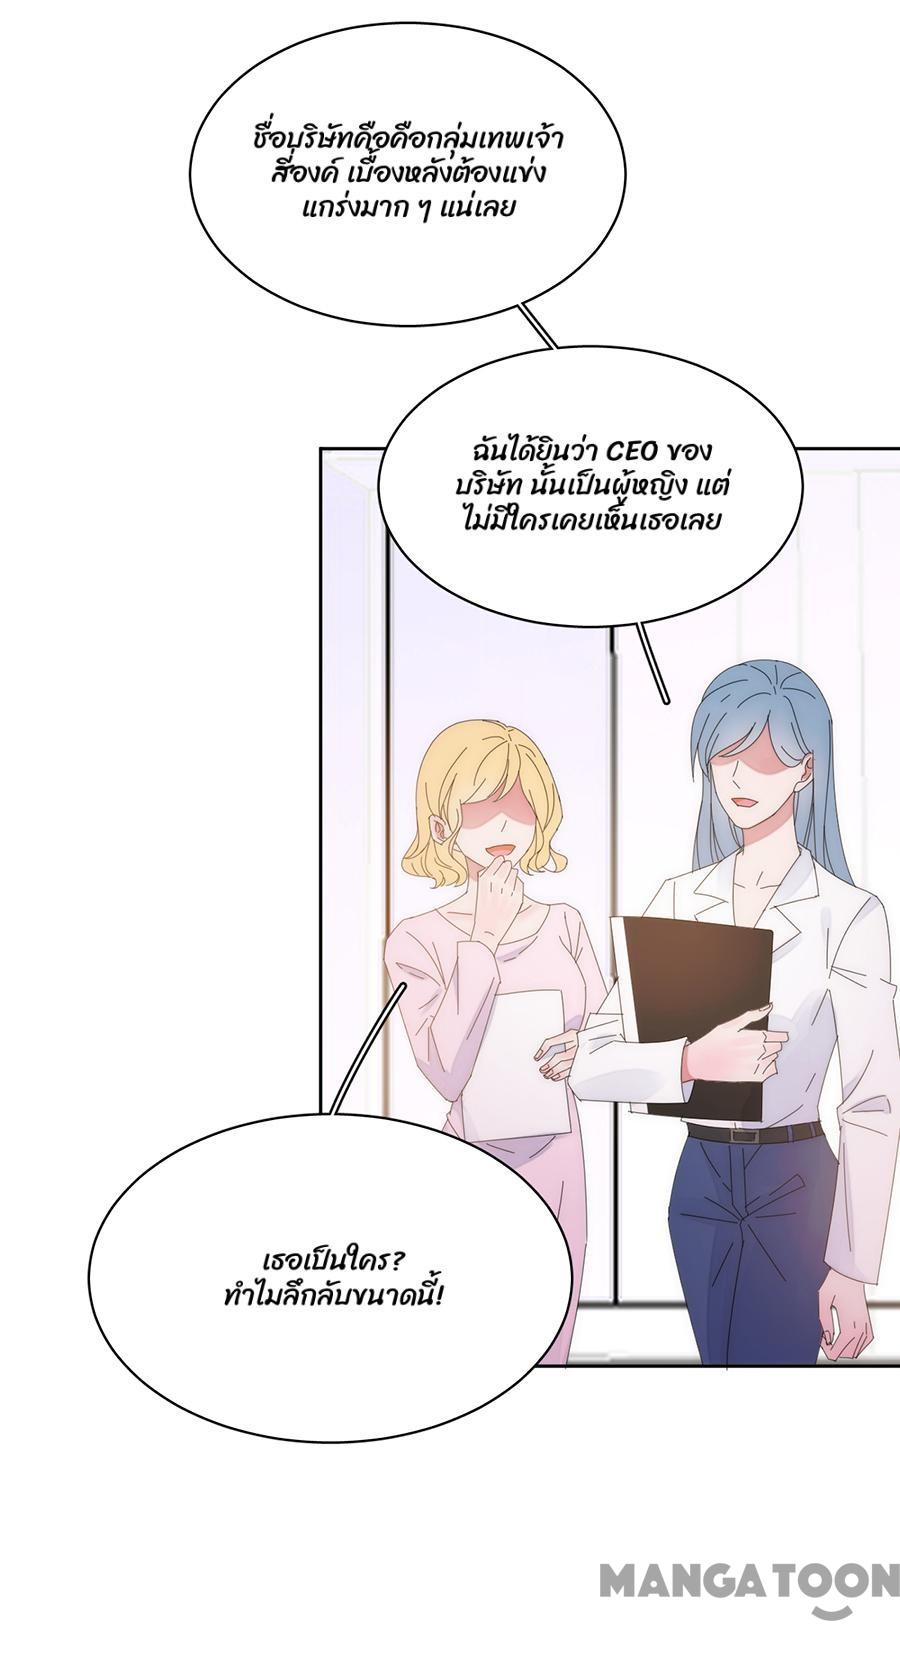 ชื่อบริษัทคือคือกลุ่มเทพเจ้า
สี่องค์ เบื้องหลังต้องแข่ง
แกร่งมาก ๆ แน่เลย
ฉันได้ยินว่า CEO ของ
บริษัท นั้นเป็นผู้หญิง แต่
ไม่มีใครเคยเห็นเธอเลย
เธอเป็นใคร?
ทำไมลึกลับขนาดนี้!
MANGATOON